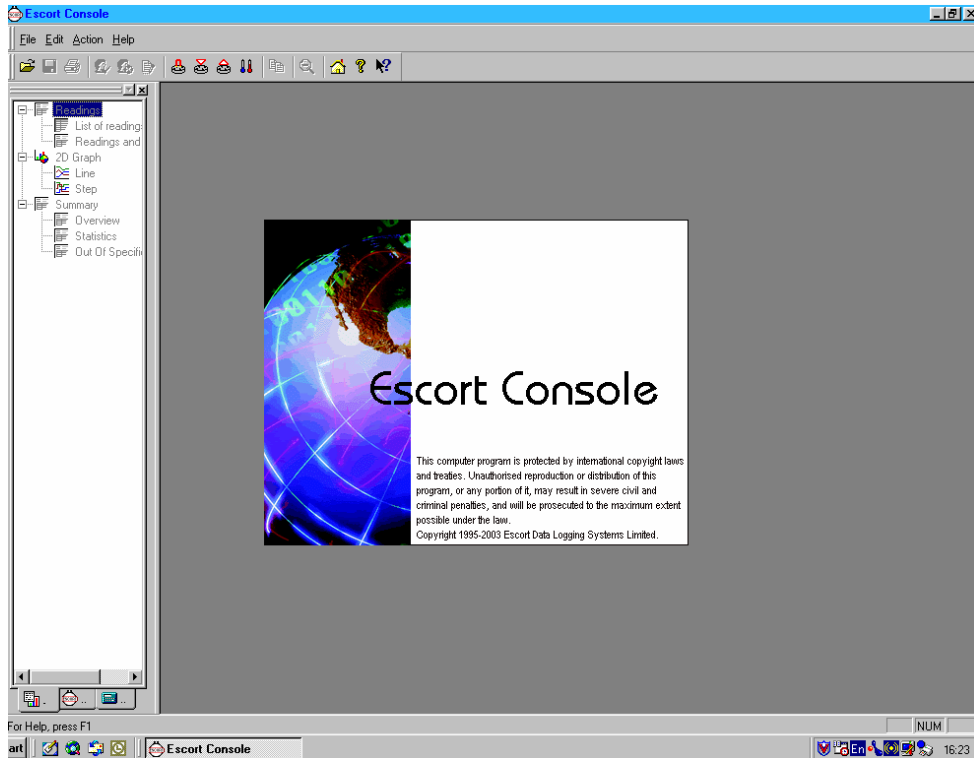 Escort Console
File Edit Action Help
Readings
List of reading
Readings and
2D Graph
Line
Step
Summary
Overview
Statistics
Out Of Specifi
Escort Console
This computer program is protected by international copyight laws
and treaties. Unauthorised reproduction or distribution of this
program, or any portion of it, may result in severe civil and
criminal penalties, and will be prosecuted to the maximum extent
possible under the law.
Copyright 1995-2003 Escort Data Logging Systems Limited.
For Help, press F1
NUM
art
Escort Console
En
16:23